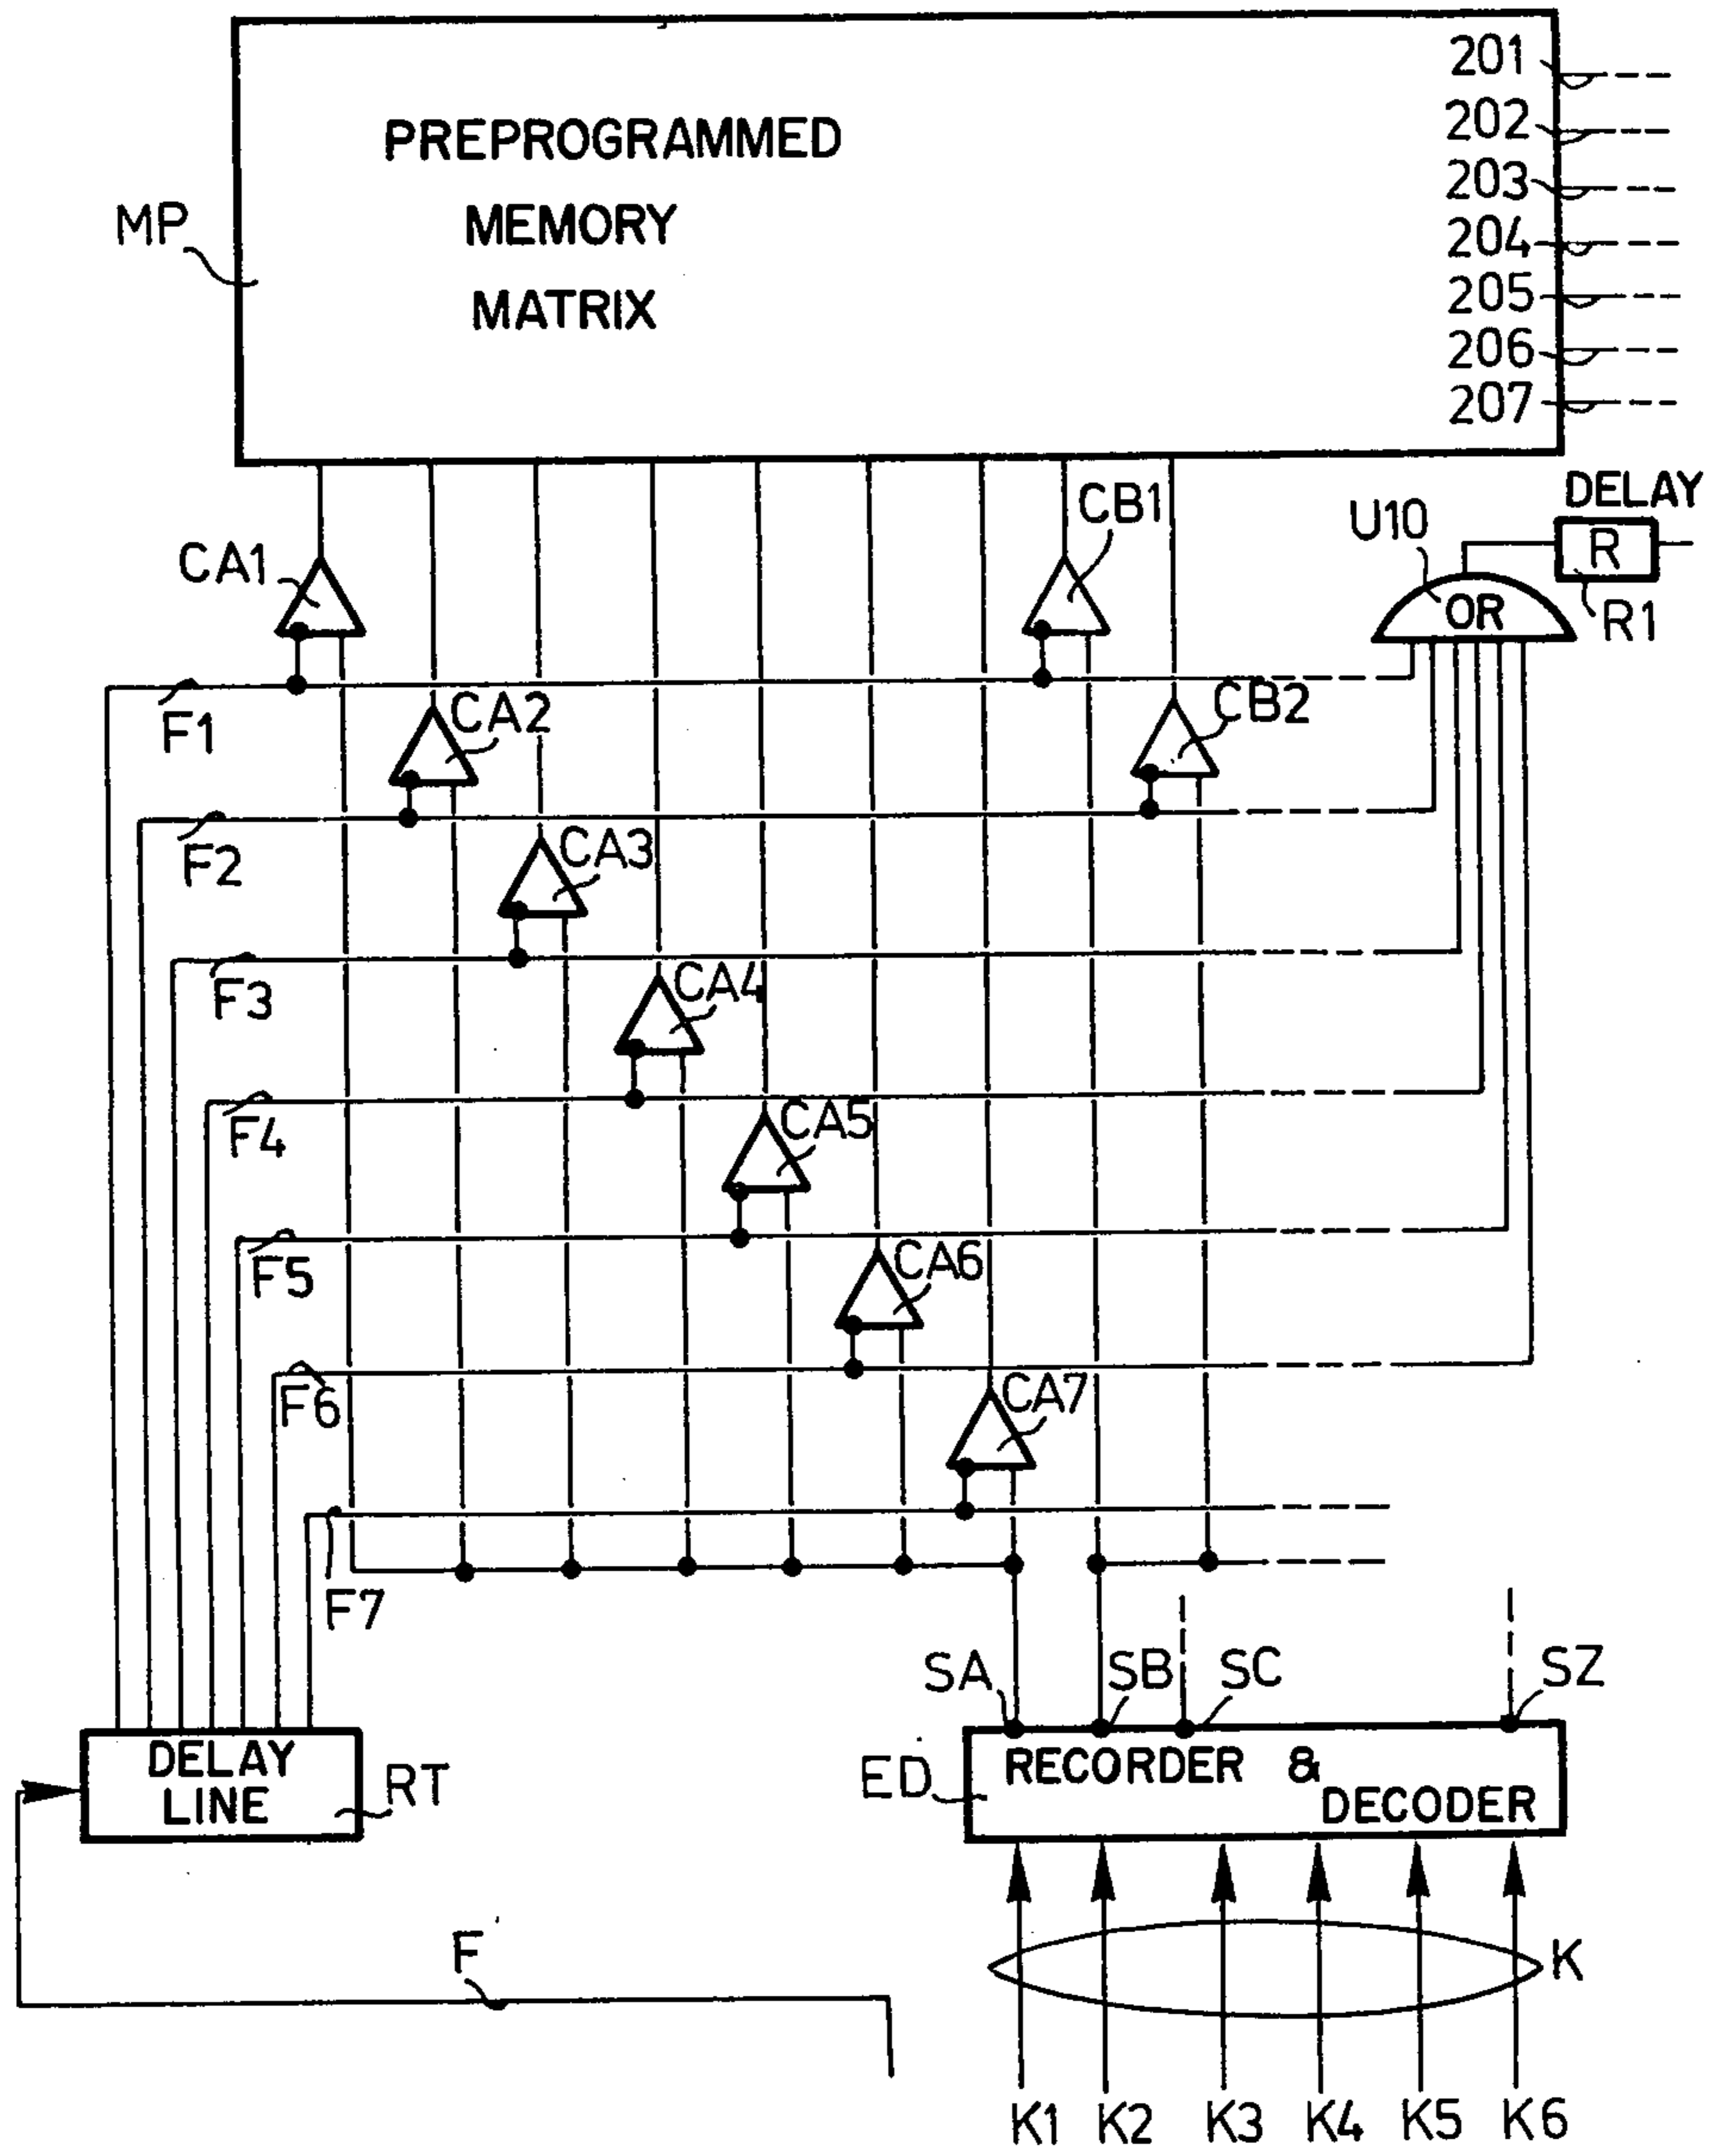 201
202
PREPROGRAMMED
203
MP
MEMORY
204
205
MATRIX
206
207
DELAY
CB1
U10
R
CA1
OR
R1
F1
CA2
CB2
F2
CA3
F3
CA4
F4
CA5
F5
CA6
F6
CA7
F7
SA
SB
SC
SZ
DELAY
LINE
RT
ED
RECORDER &
DECODER
F
K
K1 K2 K3 K4 K5 K6